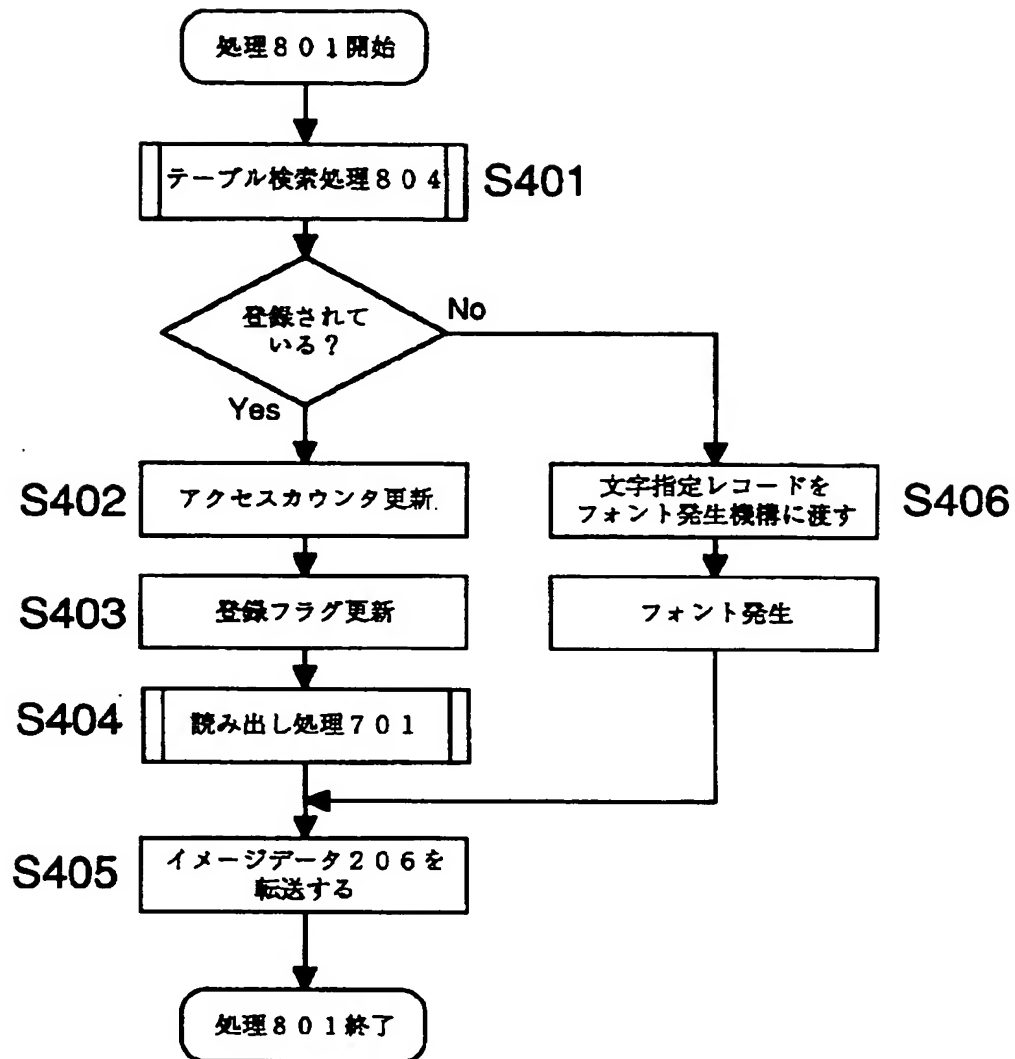 処理８０１開始
テーブル検索処理８０４
S401
登録されて
いる？
No
Yes
S402
アクセスカウンタ更新
文字指定レコードを
フォント発生機構に渡す
S406
S403
登録フラグ更新
フォント発生
S404
読み出し処理７０１
S405
イメージデータ２０６を
転送する
処理８０１終了